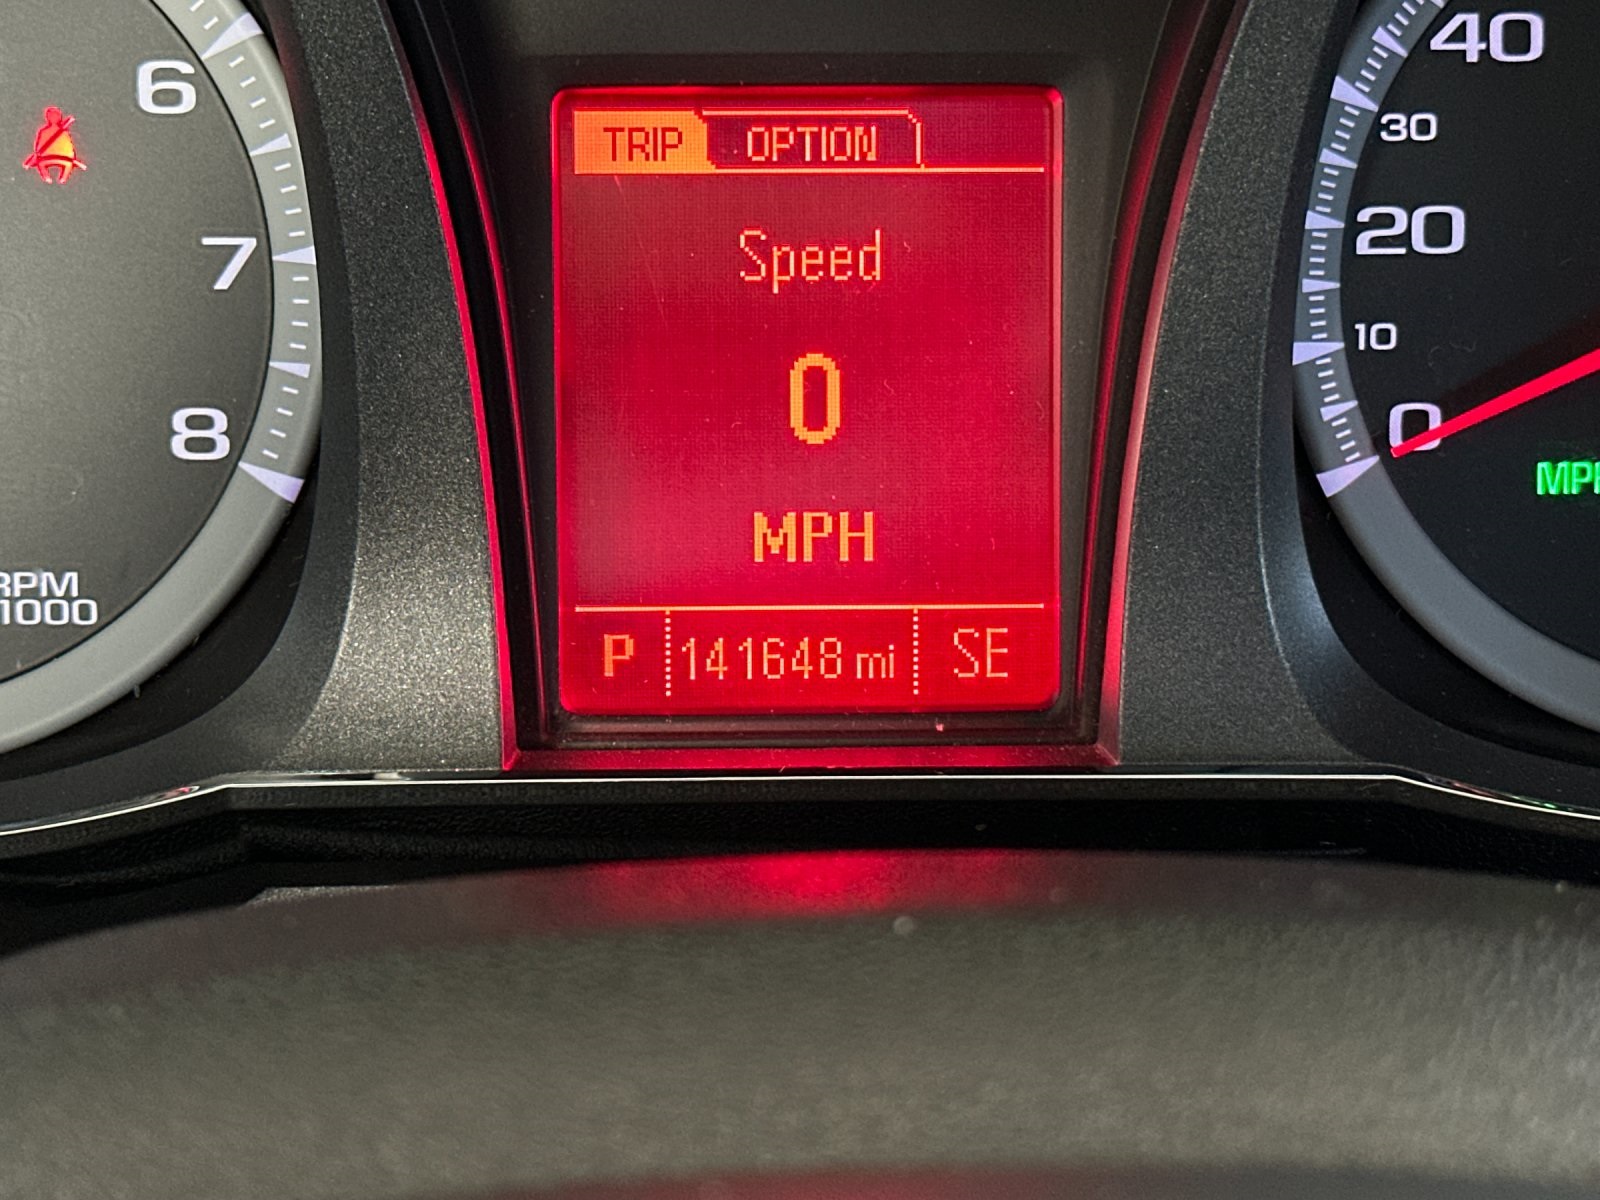 6
7
8
RPM
1000
TRIP OPTION
Speed
0
MPH
P 141648 mi SE
40
30
20
10
0
MPH